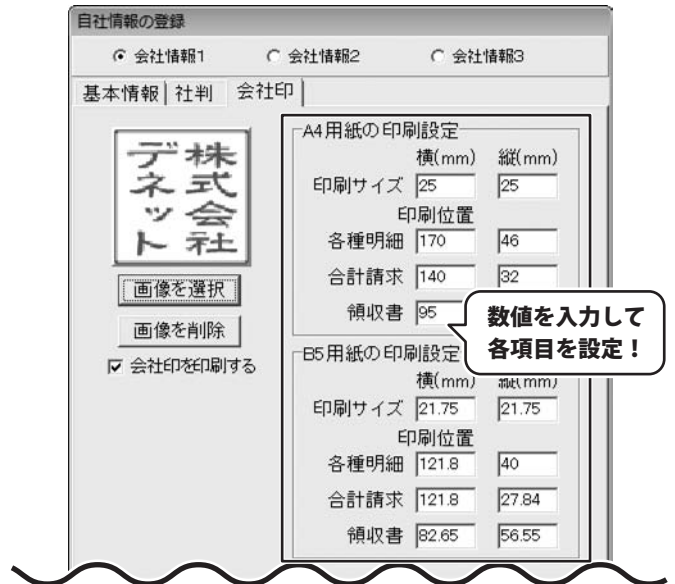 自社情報の登録
会社情報1 会社情報2 会社情報3
基本情報 社判 会社印
株式会社
デネット
画像を選択
画像を削除
会社印を印刷する
A4用紙の印刷設定
横(mm) 縦(mm)
印刷サイズ 25 25
印刷位置
各種明細 170 46
合計請求 140 32
領収書 95
数値を入力して
各項目を設定！
B5用紙の印刷設定
横(mm) 縦(mm)
印刷サイズ 21.75 21.75
印刷位置
各種明細 121.8 40
合計請求 121.8 27.84
領収書 82.65 56.55